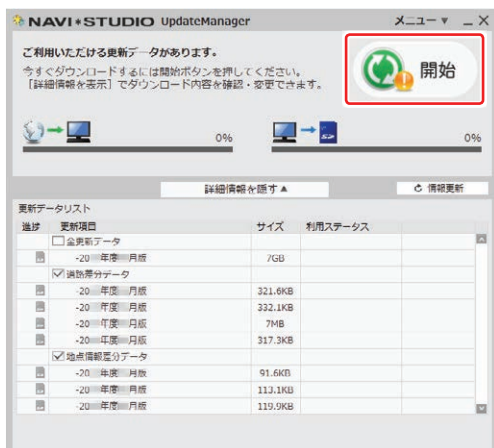 NAVI*STUDIO UpdateManager メニュー ▼ _ X
ご利用いただける更新データがあります。
今すぐダウンロードするには開始ボタンを押してください。
[詳細情報を表示]でダウンロード内容を確認・変更できます。
開始
0%
SD
0%
詳細情報を隠す▲
情報更新
更新データリスト
進捗 更新項目 サイズ 利用ステータス
全更新データ
-20 年度 月版 7GB
道路差分データ
-20 年度 月版 321.6KB
-20 年度 月版 332.1KB
-20 年度 月版 7MB
-20 年度 月版 317.3KB
地点情報差分データ
-20 年度 月版 91.6KB
-20 年度 月版 113.1KB
-20 年度 月版 119.9KB